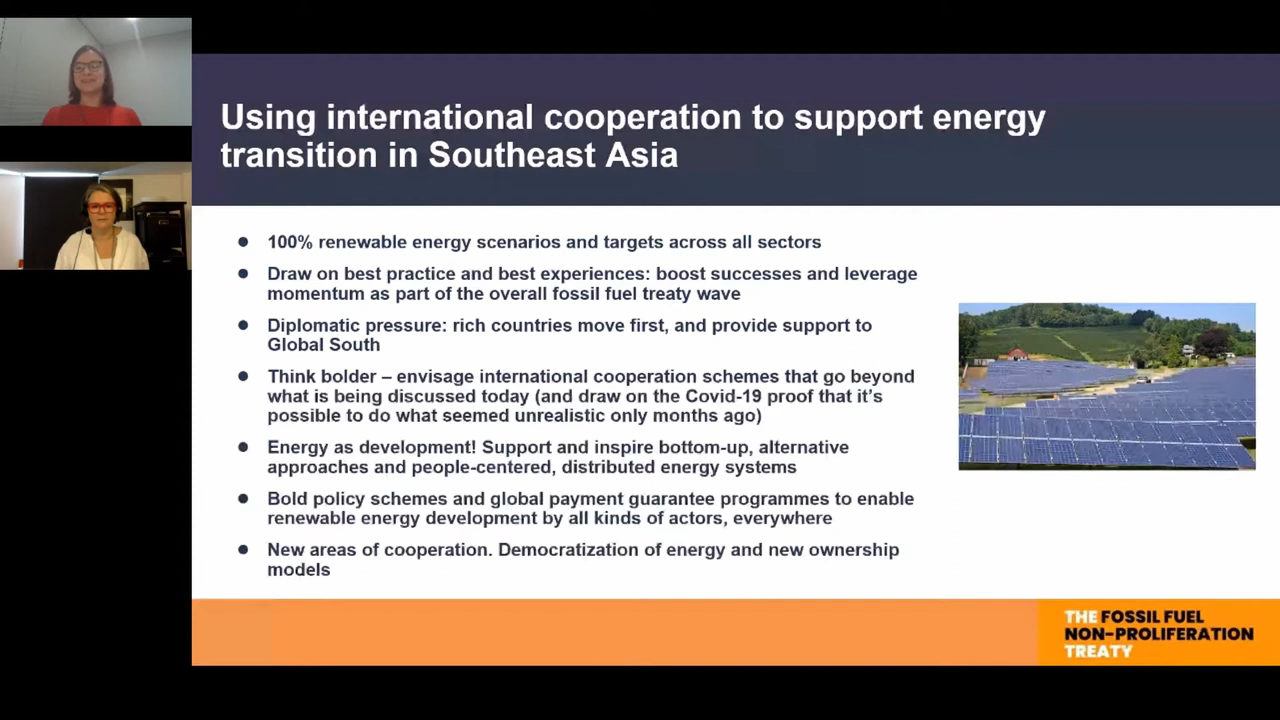 Using international cooperation to support energy
transition in Southeast Asia
● 100% renewable energy scenarios and targets across all sectors
● Draw on best practice and best experiences: boost successes and leverage
momentum as part of the overall fossil fuel treaty wave
● Diplomatic pressure: rich countries move first, and provide support to
Global South
● Think bolder – envisage international cooperation schemes that go beyond
what is being discussed today (and draw on the Covid-19 proof that it’s
possible to do what seemed unrealistic only months ago)
● Energy as development! Support and inspire bottom-up, alternative
approaches and people-centered, distributed energy systems
● Bold policy schemes and global payment guarantee programmes to enable
renewable energy development by all kinds of actors, everywhere
● New areas of cooperation. Democratization of energy and new ownership
models
THE FOSSIL FUEL
NON-PROLIFERATION
TREATY